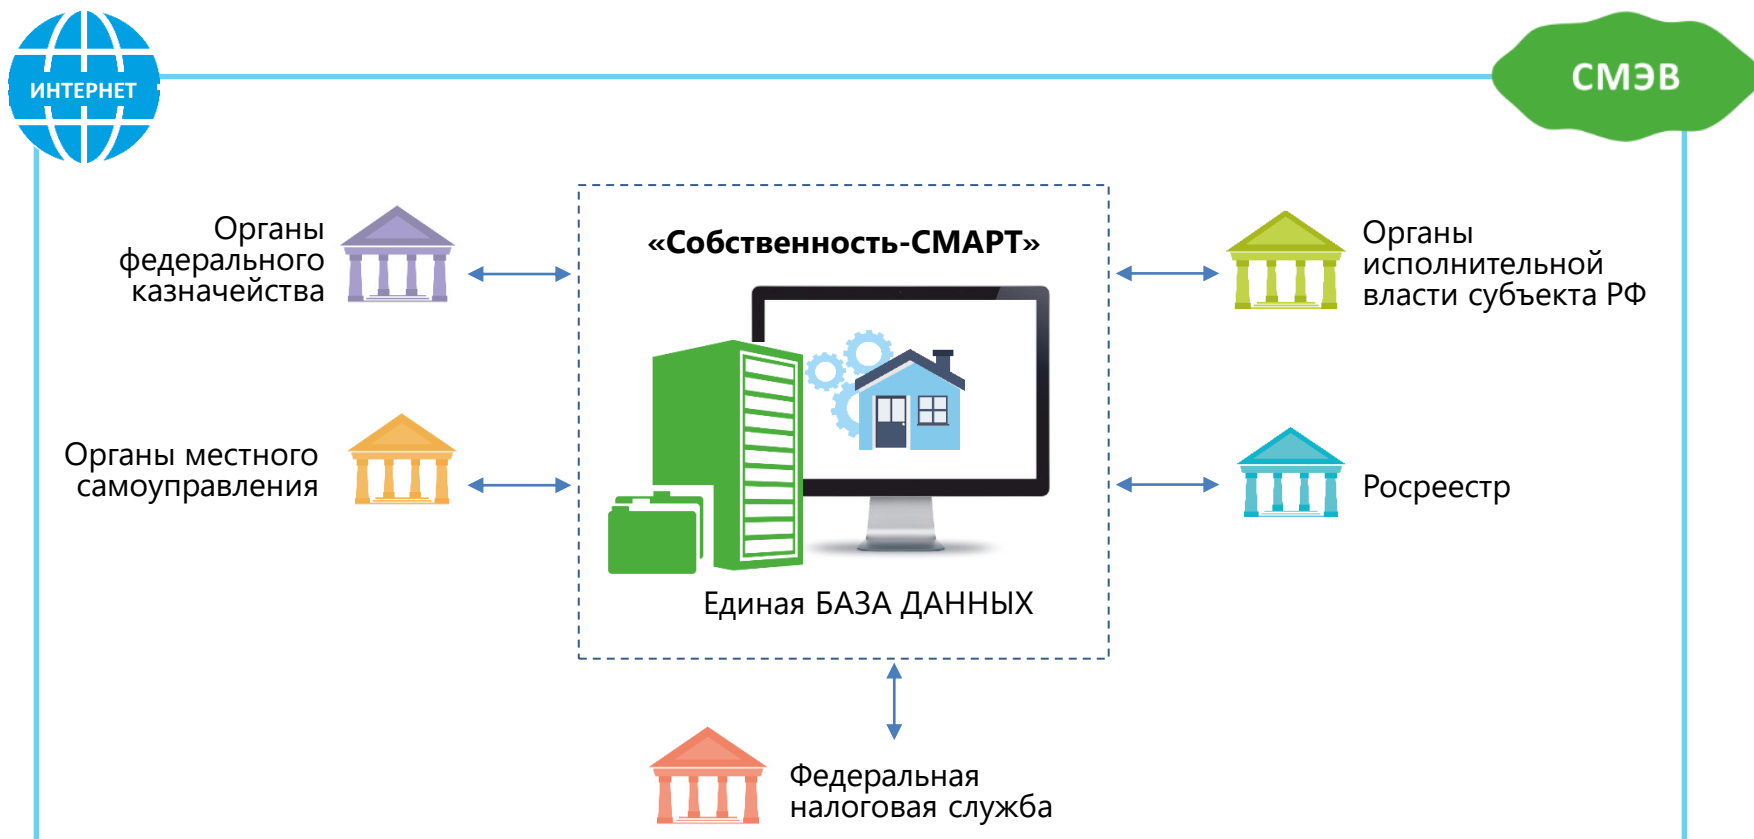 ИНТЕРНЕТ
СМЭВ
Органы
федерального
казначейства
«Собственность-СМАРТ»
Органы
исполнительной
власти субъекта РФ
Органы местного
самоуправления
Росреестр
Единая БАЗА ДАННЫХ
Федеральная
налоговая служба